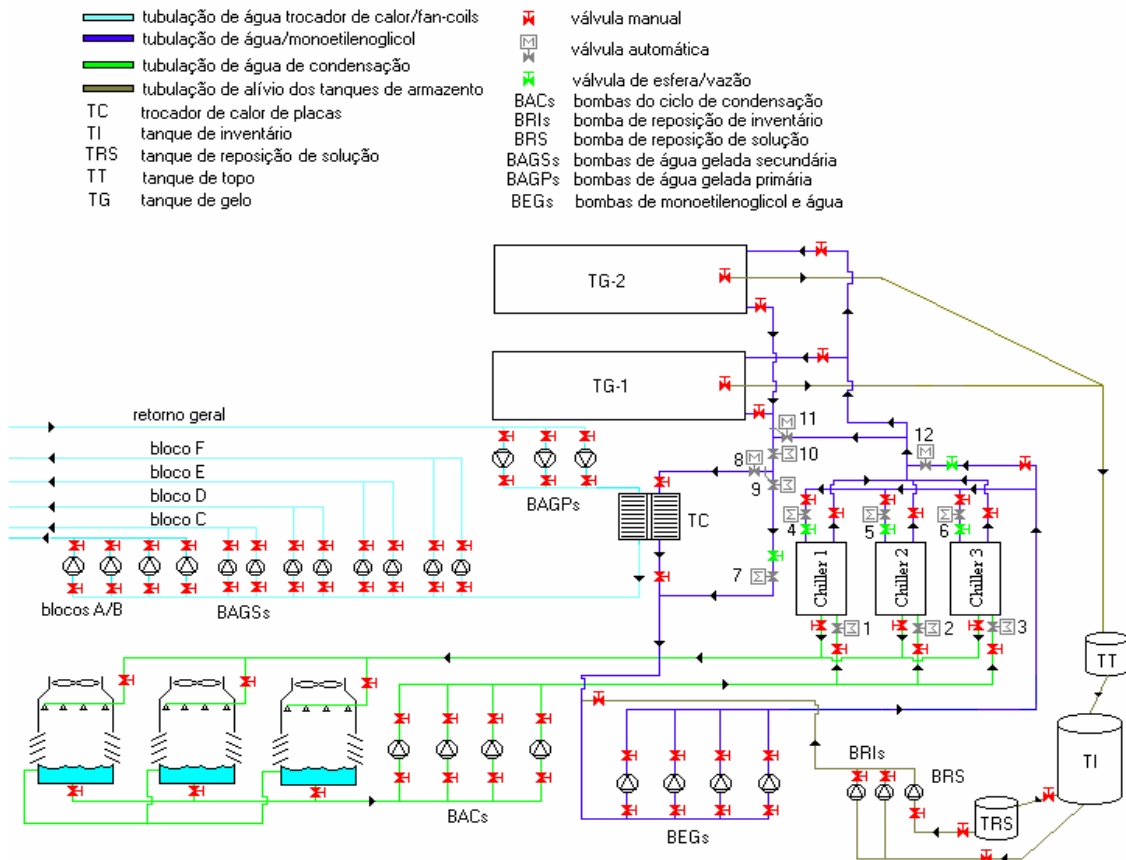 tubulação de água trocador de calor/fan-coils
tubulação de água/monoetilenoglicol
tubulação de água de condensação
tubulação de alívio dos tanques de armazento
TC trocador de calor de placas
TI tanque de inventário
TRS tanque de reposição de solução
TT tanque de topo
TG tanque de gelo
válvula manual
M válvula automática
válvula de esfera/vazão
BACs bombas do ciclo de condensação
BRIs bomba de reposição de inventário
BRS bomba de reposição de solução
BAGSs bombas de água gelada secundária
BAGPs bombas de água gelada primária
BEGs bombas de monoetilenoglicol e água
TG-2
TG-1
retorno geral
bloco F
bloco E
bloco D
bloco C
blocos A/B
BAGSs
BAGPs
TC
M 11
M 10
8 M
9 M
12
M
7 M
M 4
M 5
M 6
Chiller 1
Chiller 2
Chiller 3
M 1
M 2
M 3
TT
TI
BRIs
BRS
TRS
BACs
BEGs